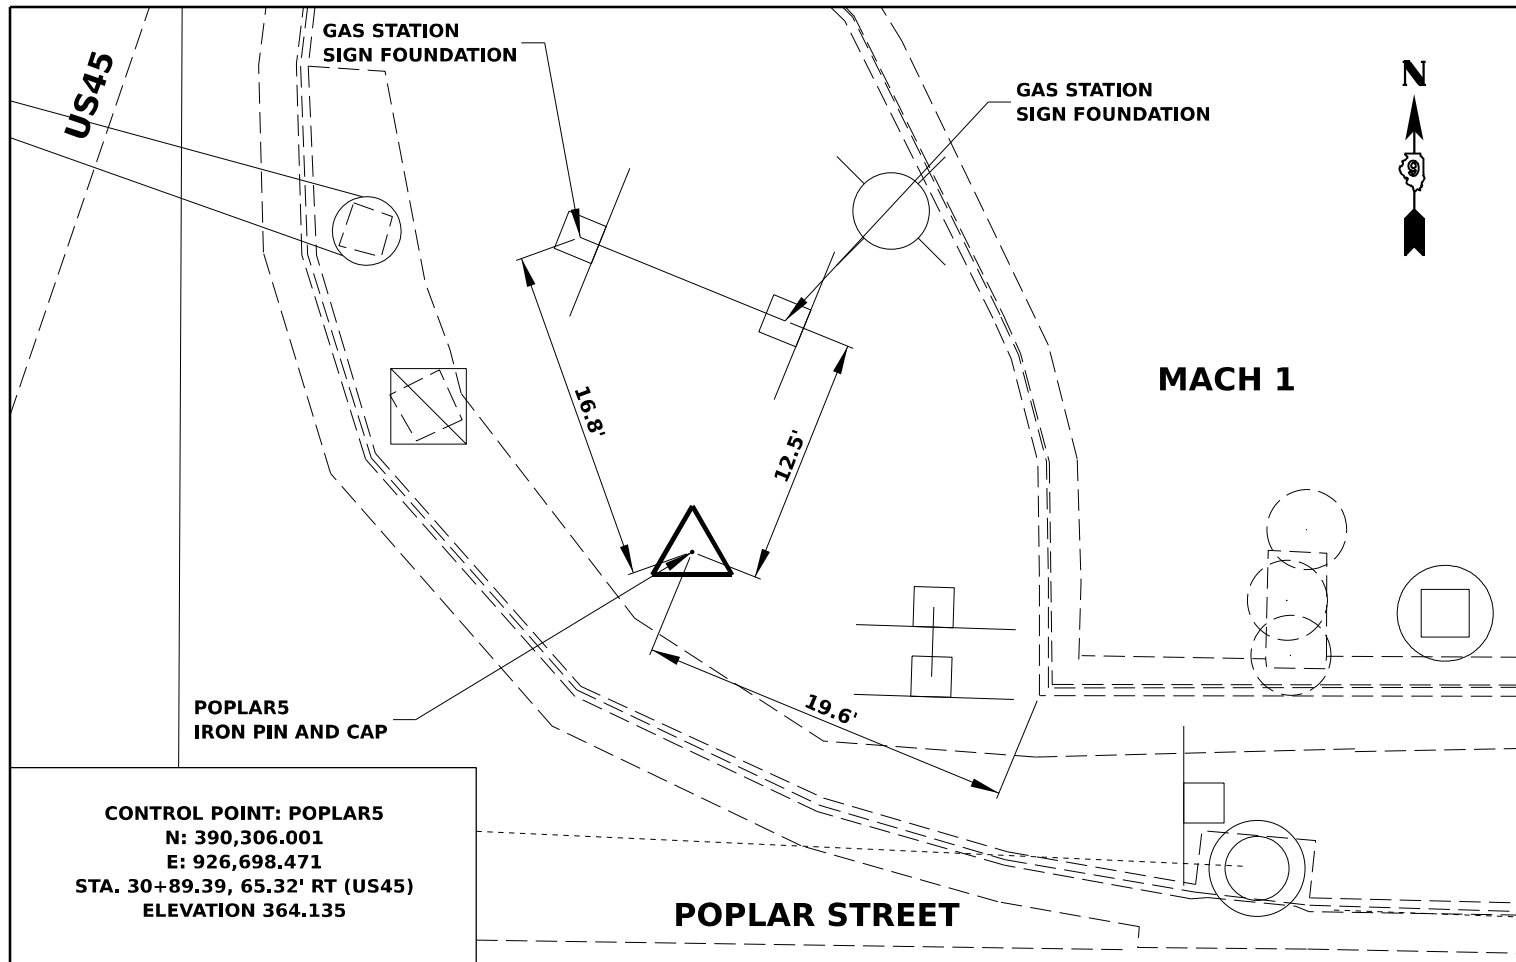 GAS STATION
SIGN FOUNDATION
US45
GAS STATION
SIGN FOUNDATION
N
9
MACH 1
16.8'
12.5'
19.6'
POPLAR5
IRON PIN AND CAP
CONTROL POINT: POPLAR5
N: 390,306.001
E: 926,698.471
STA. 30+89.39, 65.32' RT (US45)
ELEVATION 364.135
POPLAR STREET